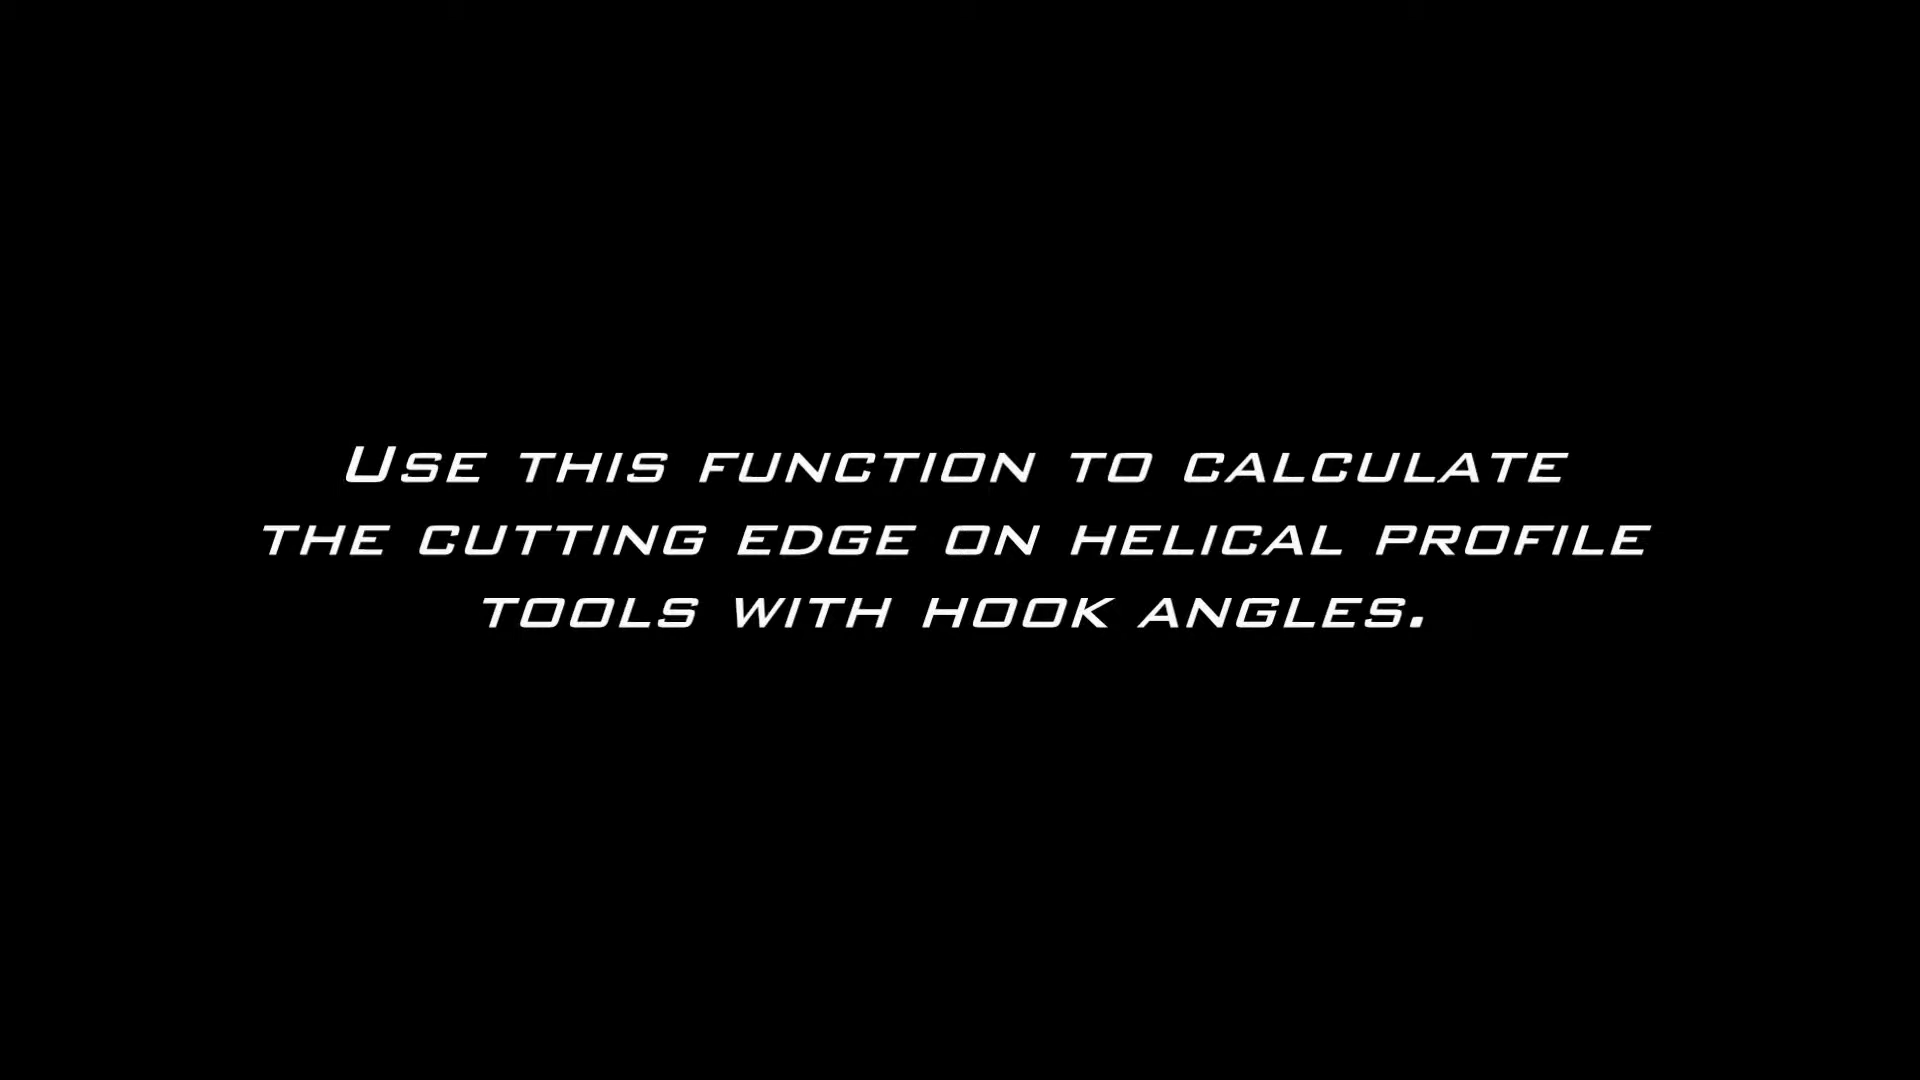 Use this function to calculate
the cutting edge on helical profile
tools with hook angles.